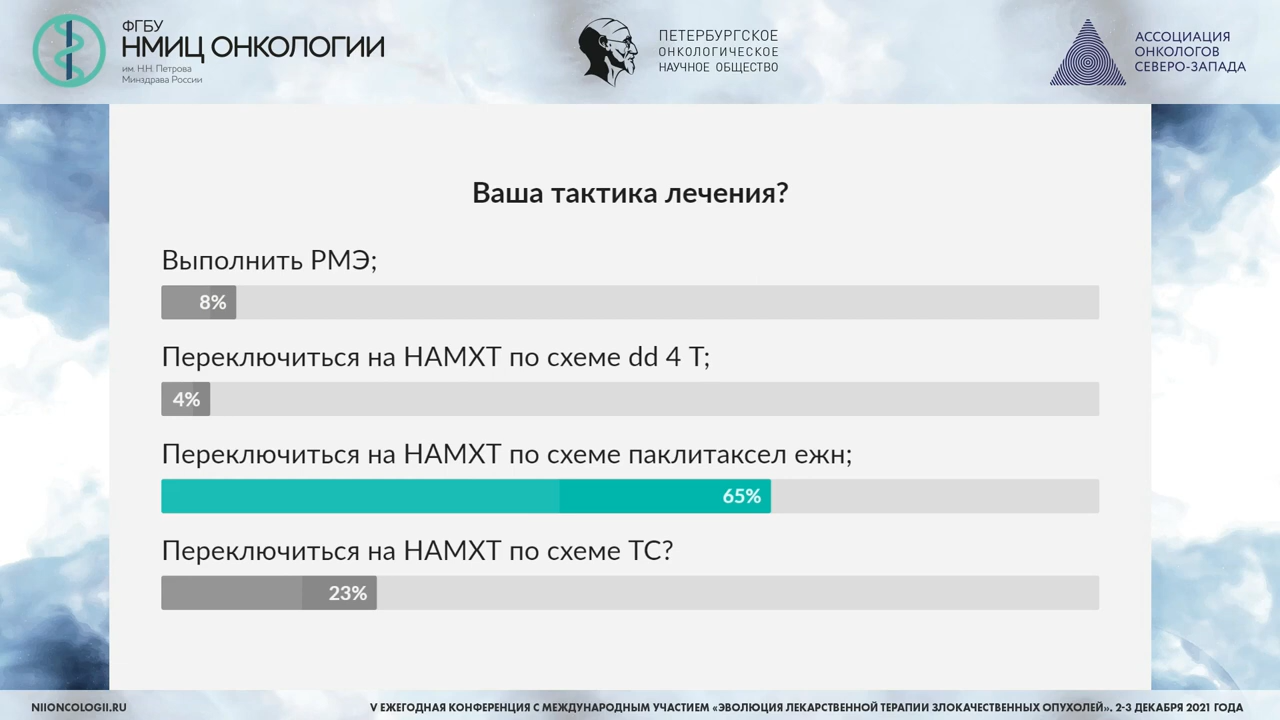 ФГБУ
НМИЦ ОНКОЛОГИИ
им. Н.Н. Петрова
Минздрава России
ПЕТЕРБУРГСКОЕ
ОНКОЛОГИЧЕСКОЕ
НАУЧНОЕ ОБЩЕСТВО
АССОЦИАЦИЯ
ОНКОЛОГОВ
СЕВЕРО-ЗАПАДА
Ваша тактика лечения?
Выполнить РМЭ;
8%
Переключиться на НАМХТ по схеме dd 4 Т;
4%
Переключиться на НАМХТ по схеме паклитаксел ежн;
65%
Переключиться на НАМХТ по схеме ТС?
23%
NIIONCOLOGII.RU
V ЕЖЕГОДНАЯ КОНФЕРЕНЦИЯ С МЕЖДУНАРОДНЫМ УЧАСТИЕМ «ЭВОЛЮЦИЯ ЛЕКАРСТВЕННОЙ ТЕРАПИИ ЗЛОКАЧЕСТВЕННЫХ ОПУХОЛЕЙ». 2-3 ДЕКАБРЯ 2021 ГОДА